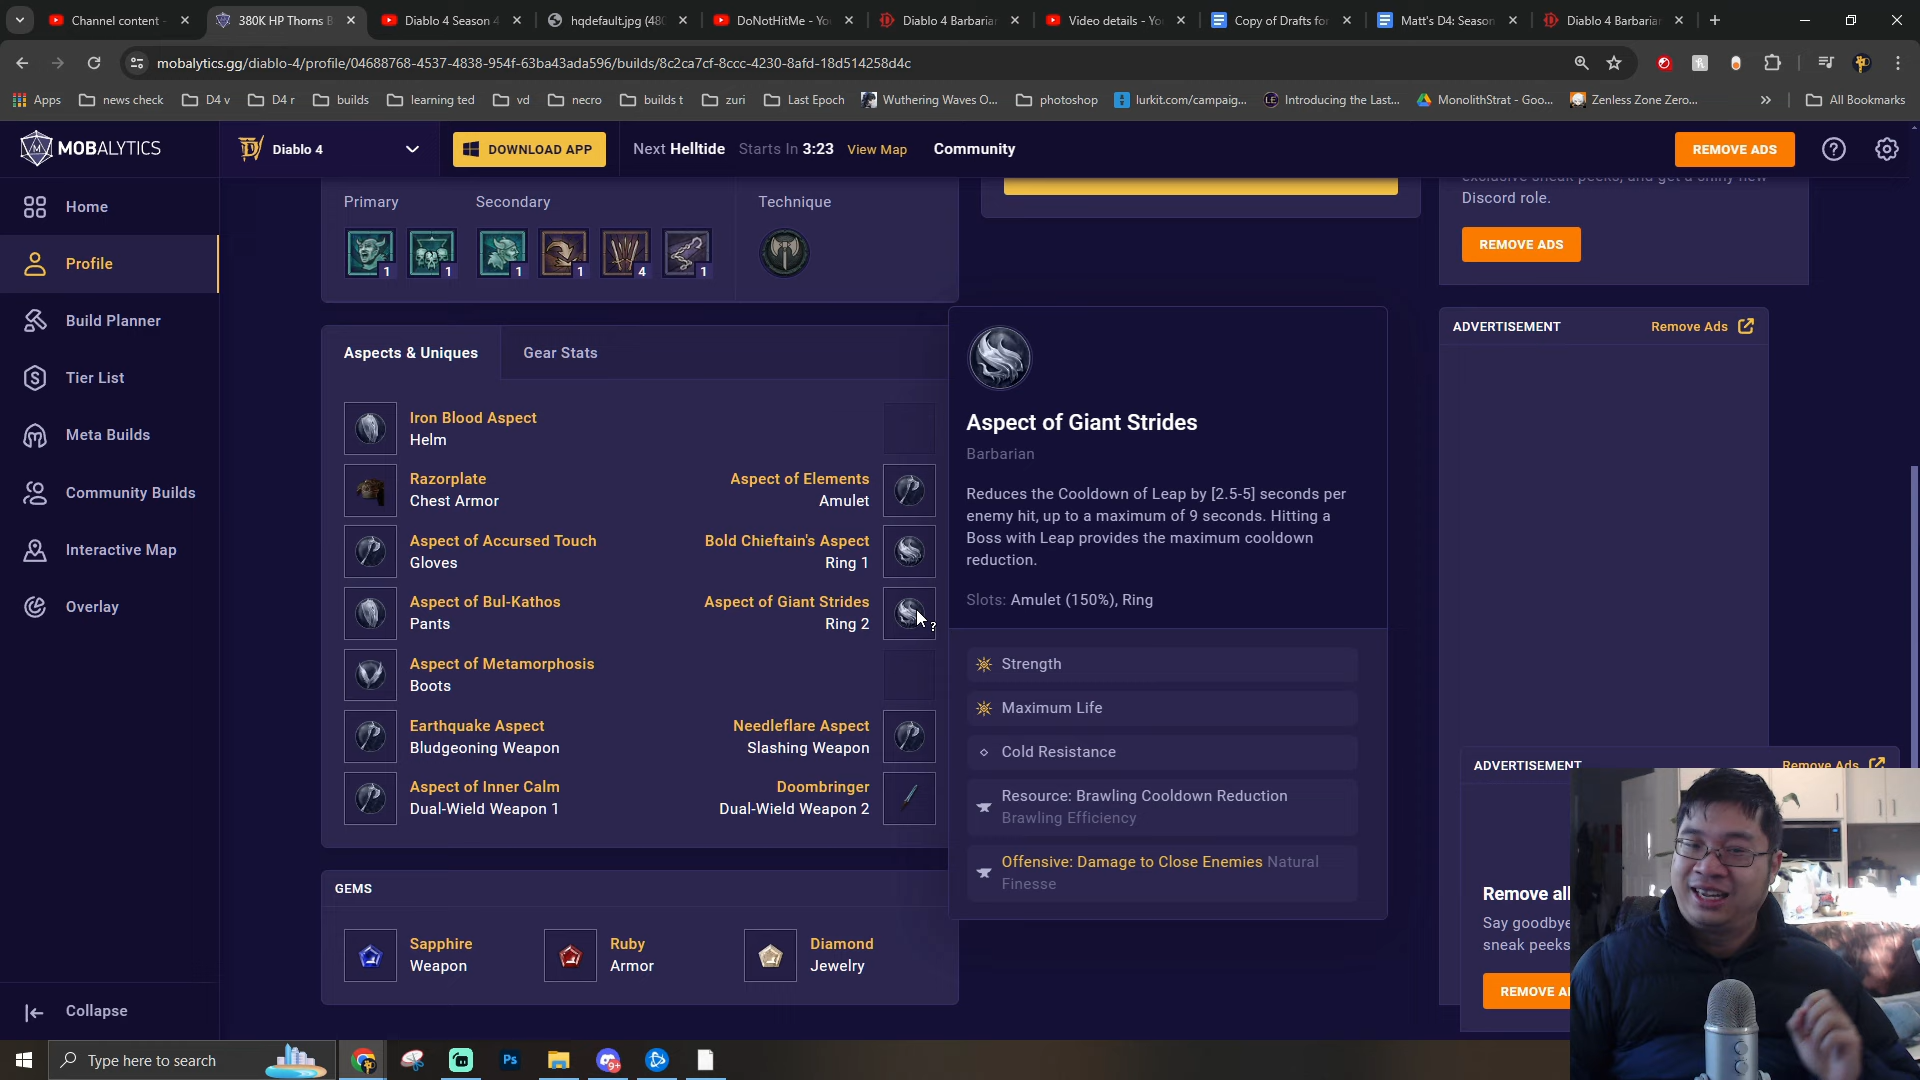 Channel content -
380K HP Thorns B
Diablo 4 Season 4
hqdefault.jpg (480
DoNotHitMe - Yo
Diablo 4 Barbaria
Video details - Yo
Copy of Drafts fo
Matt's D4: Season
Diablo 4 Barbaria
mobalytics.gg/diablo-4/profile/04688768-4537-4838-954f-63ba43ada596/builds/8c2ca7cf-8ccc-4230-8afd-18d514258d4c
Apps
news check
D4 v
D4 r
builds
learning ted
vd
necro
builds t
zuri
Last Epoch
Wuthering Waves O...
photoshop
lurkit.com/campaig...
Introducing the Last...
MonolithStrat - Goo...
Zenless Zone Zero...
All Bookmarks
MOBALYTICS
Diablo 4
DOWNLOAD APP
Next Helltide Starts In 3:23 View Map
Community
REMOVE ADS
Home
Profile
Build Planner
Tier List
Meta Builds
Community Builds
Interactive Map
Overlay
Collapse
Primary
Secondary
Technique
1
1
1
1
4
1
exclusive sneak peeks, and get a shiny new
Discord role.
REMOVE ADS
Aspects & Uniques
Gear Stats
Iron Blood Aspect
Helm
Razorplate
Chest Armor
Aspect of Elements
Amulet
Aspect of Accursed Touch
Gloves
Bold Chieftain's Aspect
Ring 1
Aspect of Bul-Kathos
Pants
Aspect of Giant Strides
Ring 2
Aspect of Metamorphosis
Boots
Earthquake Aspect
Bludgeoning Weapon
Needleflare Aspect
Slashing Weapon
Aspect of Inner Calm
Dual-Wield Weapon 1
Doombringer
Dual-Wield Weapon 2
GEMS
Sapphire
Weapon
Ruby
Armor
Diamond
Jewelry
Aspect of Giant Strides
Barbarian
Reduces the Cooldown of Leap by [2.5-5] seconds per
enemy hit, up to a maximum of 9 seconds. Hitting a
Boss with Leap provides the maximum cooldown
reduction.
Slots: Amulet (150%), Ring
Strength
Maximum Life
Cold Resistance
Resource: Brawling Cooldown Reduction
Brawling Efficiency
Offensive: Damage to Close Enemies Natural
Finesse
ADVERTISEMENT
Remove Ads
ADVERTISEMENT
Remove Ads
Remove all
Say goodbye
sneak peeks
REMOVE A
Type here to search
Ps
9+